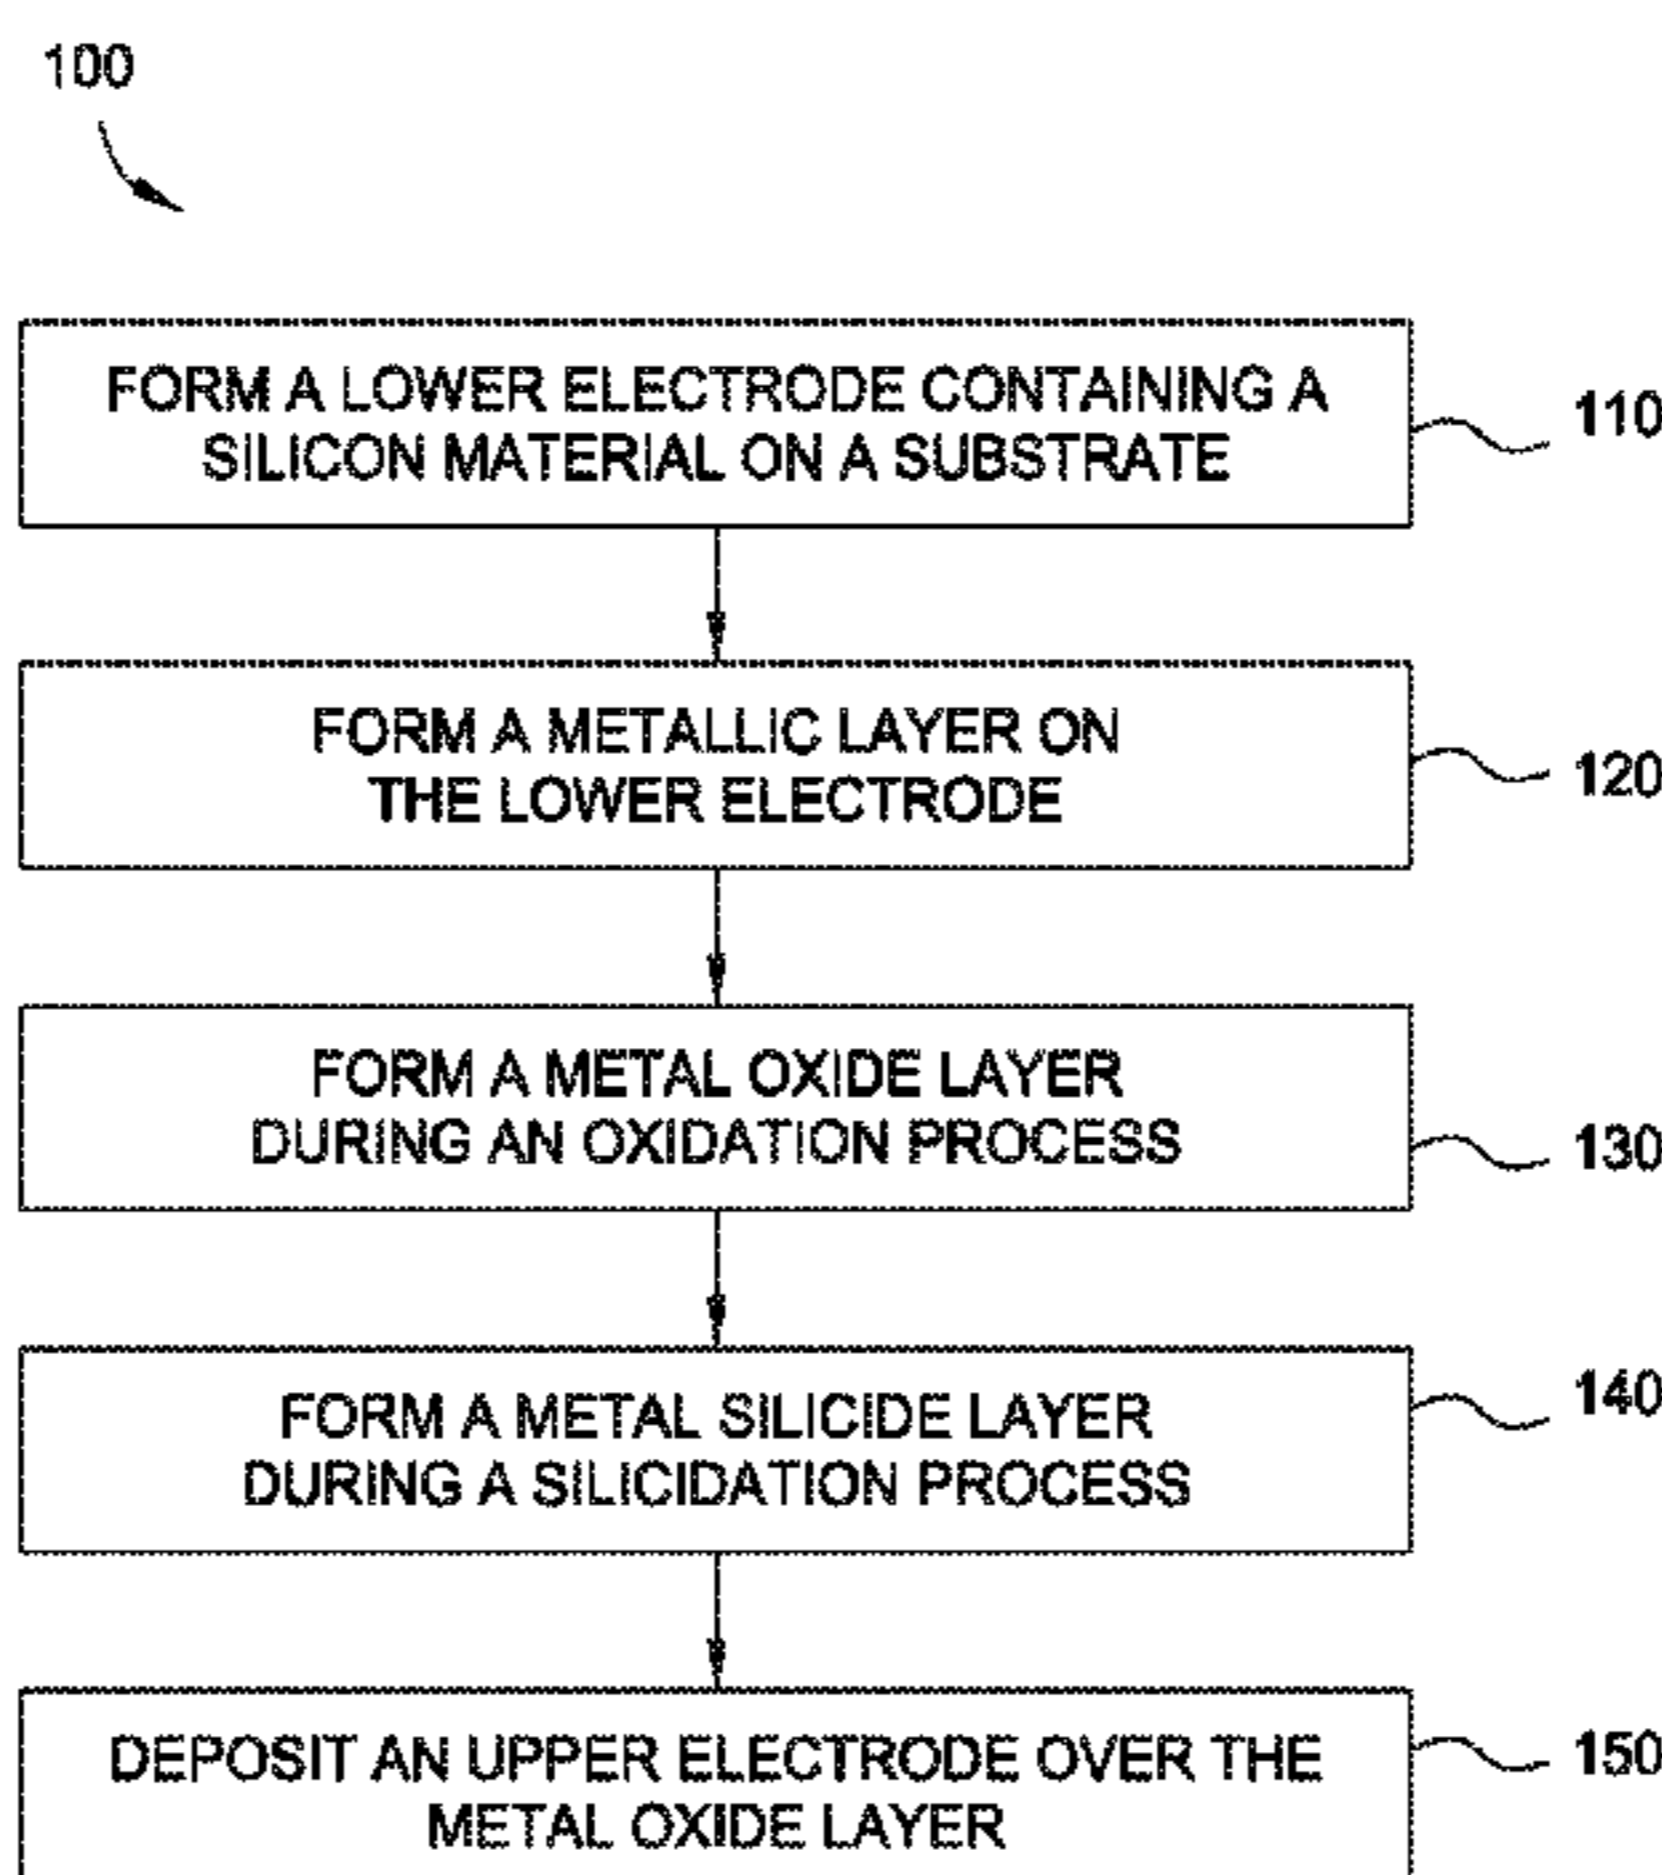 100
FORM A LOWER ELECTRODE CONTAINING A
SILICON MATERIAL ON A SUBSTRATE
110
FORM A METALLIC LAYER ON
THE LOWER ELECTRODE
120
FORM A METAL OXIDE LAYER
DURING AN OXIDATION PROCESS
130
FORM A METAL SILICIDE LAYER
DURING A SILICIDATION PROCESS
140
DEPOSIT AN UPPER ELECTRODE OVER THE
METAL OXIDE LAYER
150